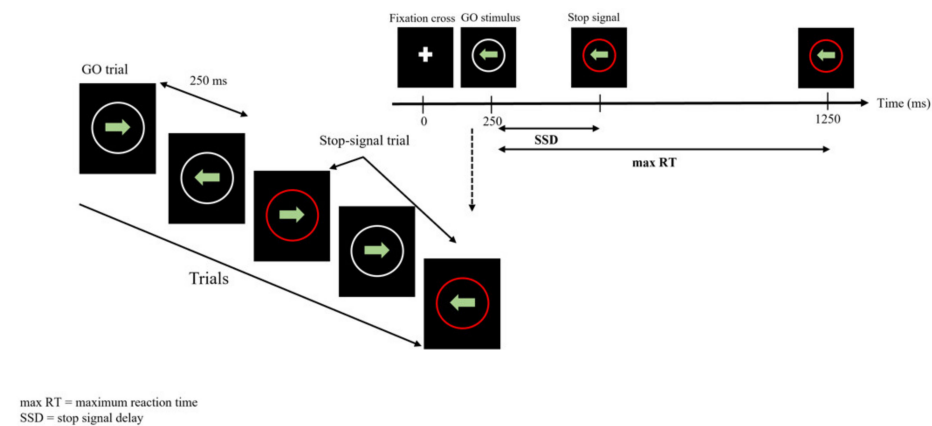 Fixation cross GO stimulus Stop signal
GO trial
250 ms
Time (ms)
0 250 1250
SSD
max RT
Stop-signal trial
Trials
max RT = maximum reaction time
SSD = stop signal delay